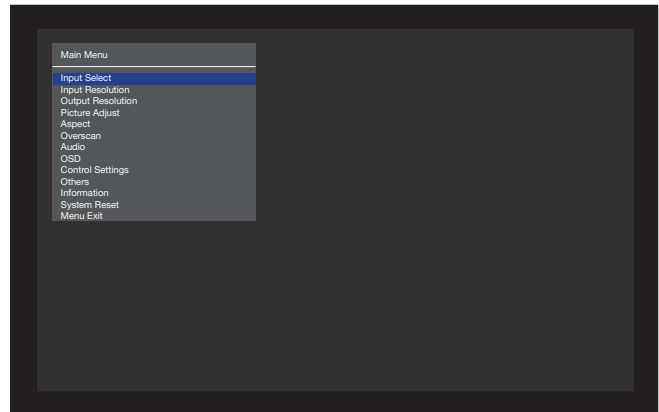 Main Menu
Input Select
Input Resolution
Output Resolution
Picture Adjust
Aspect
Overscan
Audio
OSD
Control Settings
Others
Information
System Reset
Menu Exit